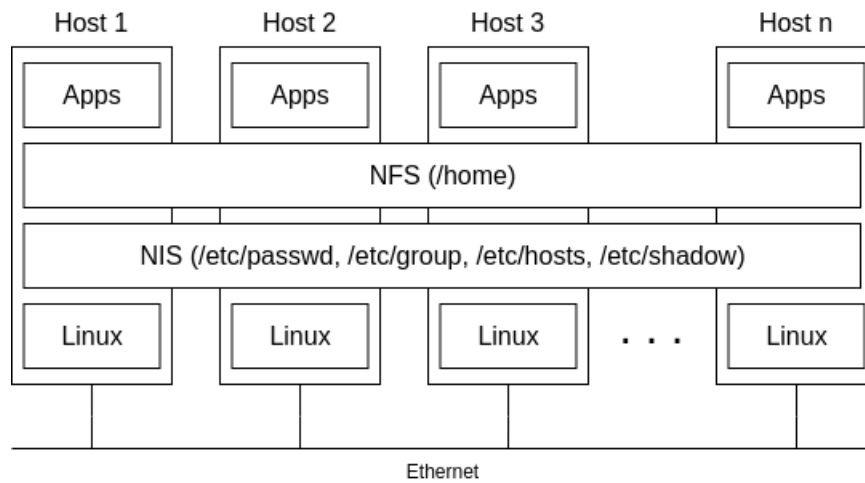 Host 1 Host 2 Host 3 Host n
Apps Apps Apps Apps
NFS (/home)
NIS (/etc/passwd, /etc/group, /etc/hosts, /etc/shadow)
Linux Linux Linux . . . Linux
Ethernet